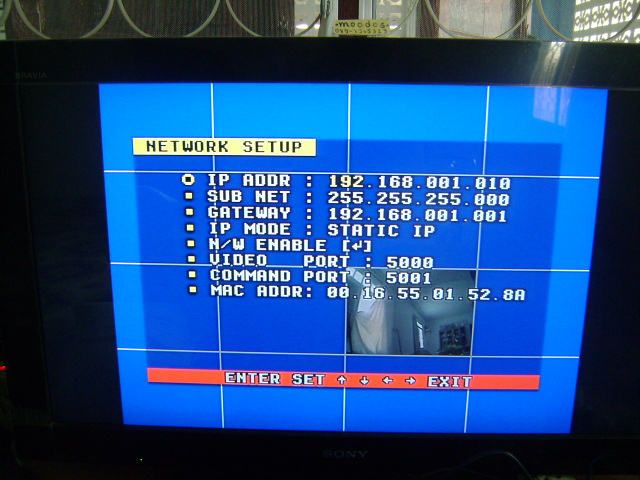 moodos
BRAVIA
NETWORK SETUP
IP ADDR : 192.168.001.010
SUB NET : 255.255.255.000
GATEWAY : 192.168.001.001
IP MODE : STATIC IP
N/W ENABLE [↲]
VIDEO PORT : 5000
COMMAND PORT : 5001
MAC ADDR: 00.16.55.01.52.8A
ENTER SET ↑ ↓ ← → EXIT
SONY